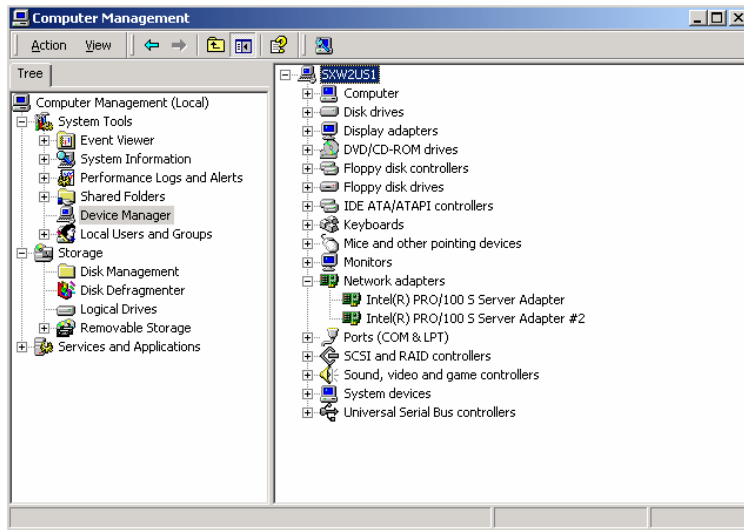 Computer Management
Action View
Tree
Computer Management (Local)
System Tools
Event Viewer
System Information
Performance Logs and Alerts
Shared Folders
Device Manager
Local Users and Groups
Storage
Disk Management
Disk Defragmenter
Logical Drives
Removable Storage
Services and Applications
SXW2US1
Computer
Disk drives
Display adapters
DVD/CD-ROM drives
Floppy disk controllers
Floppy disk drives
IDE ATA/ATAPI controllers
Keyboards
Mice and other pointing devices
Monitors
Network adapters
Intel(R) PRO/100 S Server Adapter
Intel(R) PRO/100 S Server Adapter #2
Ports (COM & LPT)
SCSI and RAID controllers
Sound, video and game controllers
System devices
Universal Serial Bus controllers